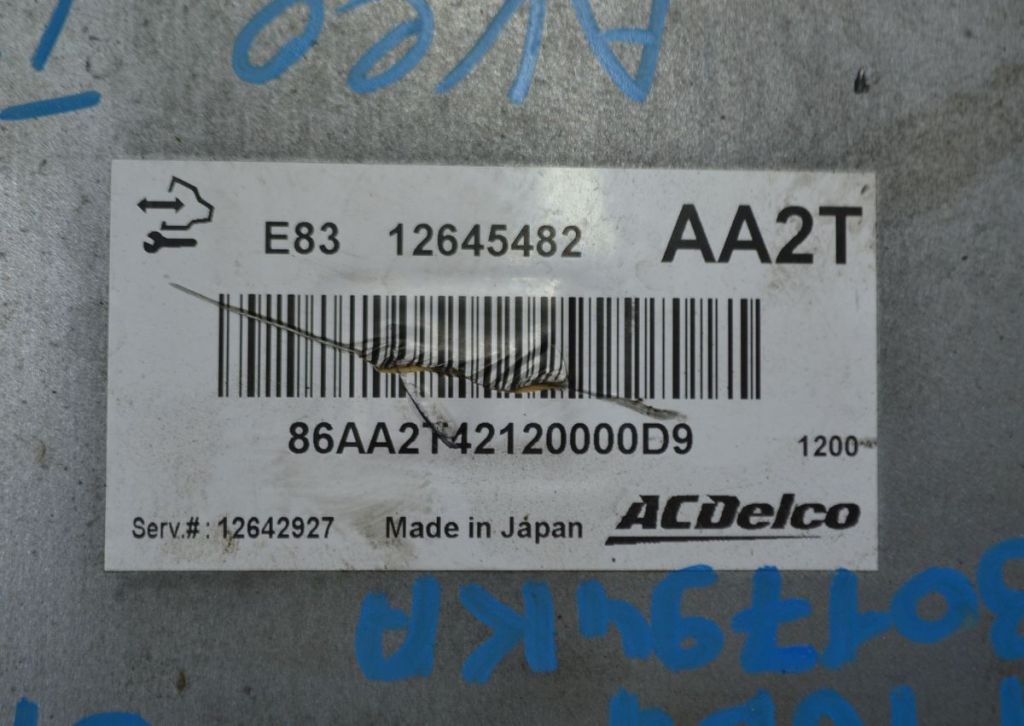 E83 12645482 AA2T
86AA2T42120000D9 1200
Serv.#: 12642927 Made in Japan ACDelco